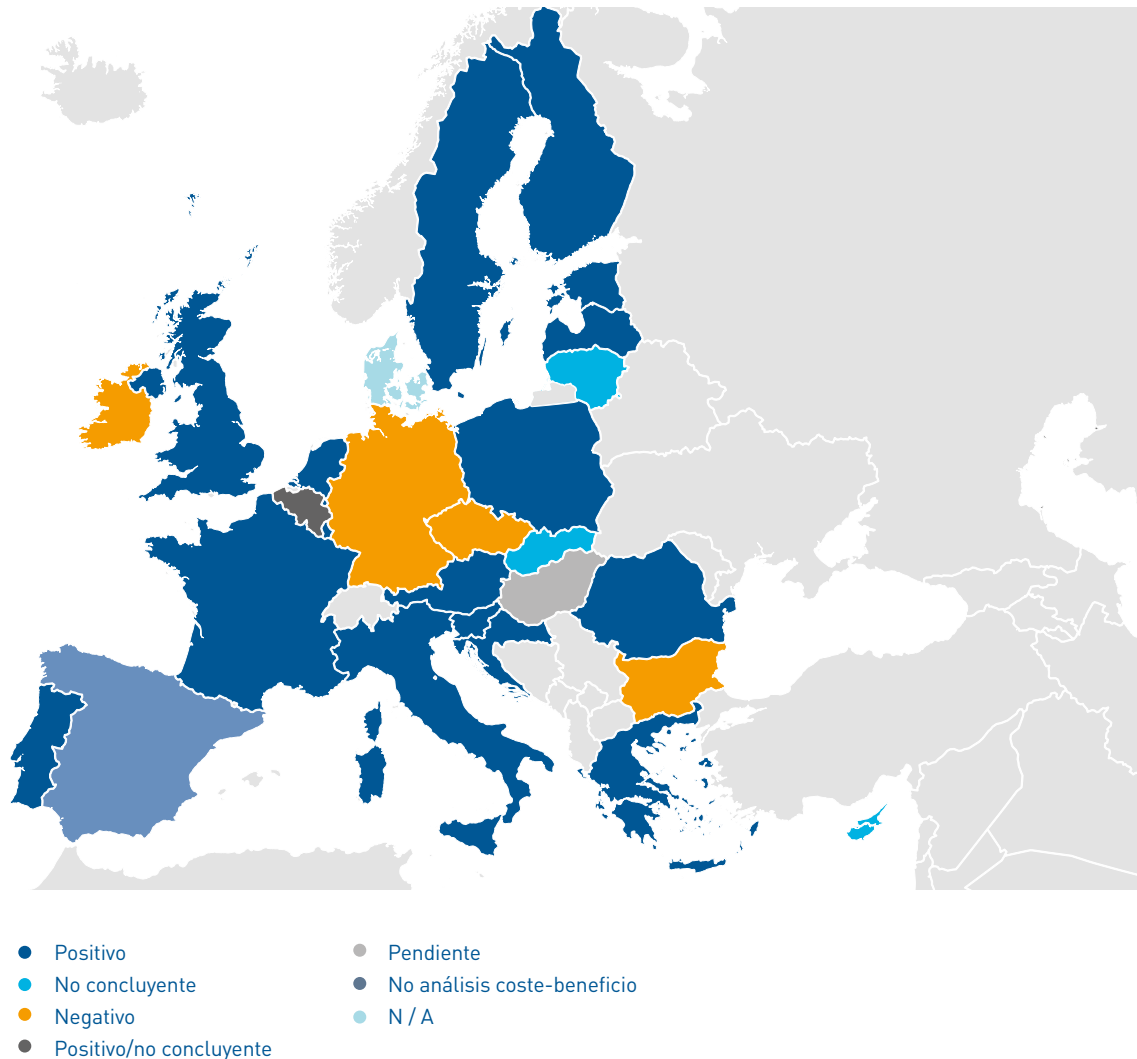 Positivo
No concluyente
Negativo
Positivo/no concluyente
Pendiente
No análisis coste-beneficio
N / A